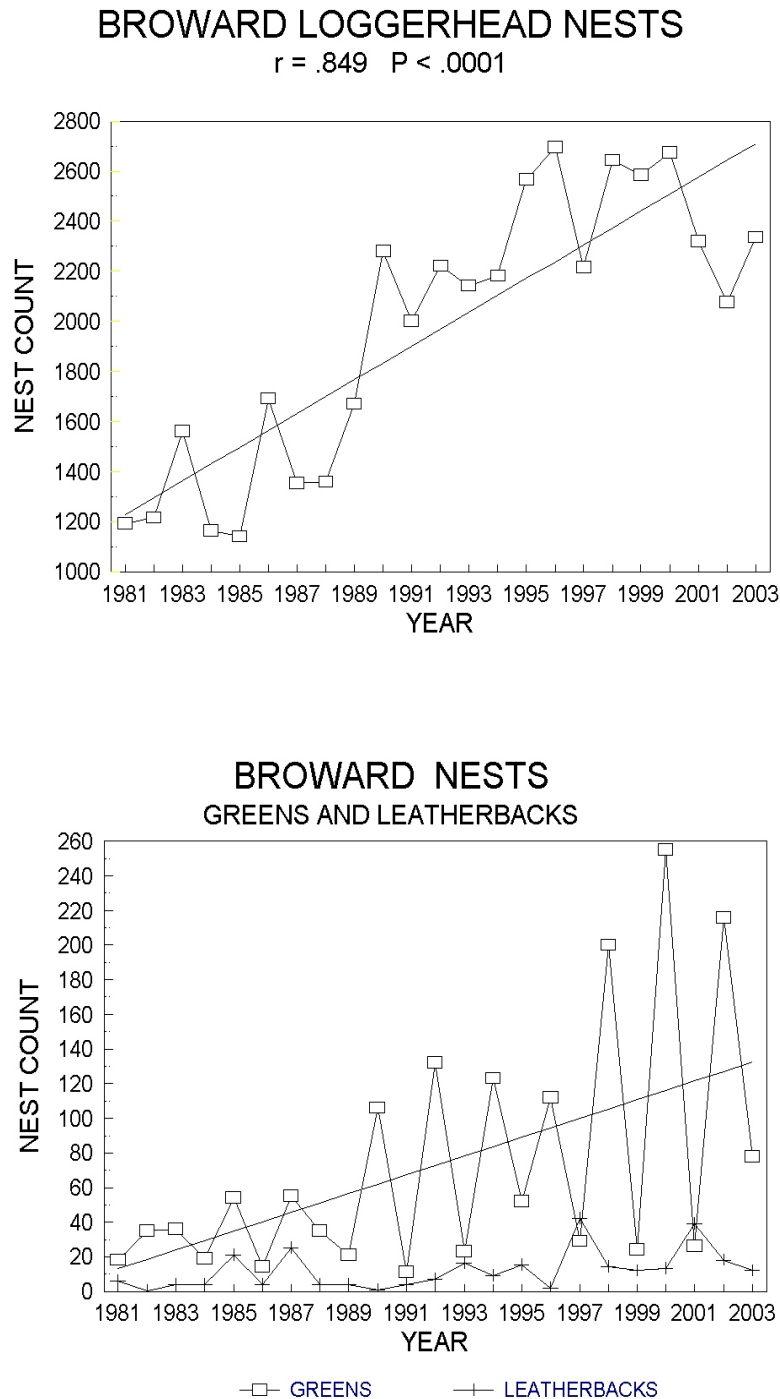 BROWARD LOGGERHEAD NESTS
r = .849 P < .0001
2800
2600
2400
2200
2000
1800
1600
1400
1200
1000
NEST COUNT
1981 1983 1985 1987 1989 1991 1993 1995 1997 1999 2001 2003
YEAR
BROWARD NESTS
GREENS AND LEATHERBACKS
260
240
220
200
180
160
140
120
100
80
60
40
20
0
NEST COUNT
1981 1983 1985 1987 1989 1991 1993 1995 1997 1999 2001 2003
YEAR
GREENS LEATHERBACKS